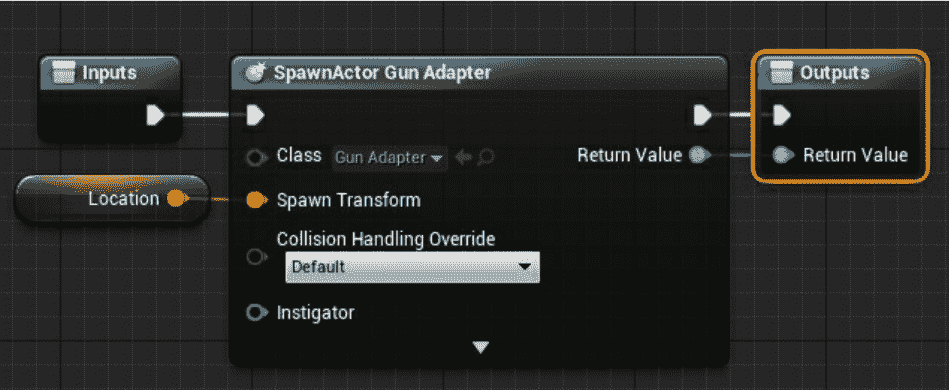 Inputs
SpawnActor Gun Adapter
Outputs
Class Gun Adapter
Return Value
Return Value
Location
Spawn Transform
Collision Handling Override
Default
Instigator